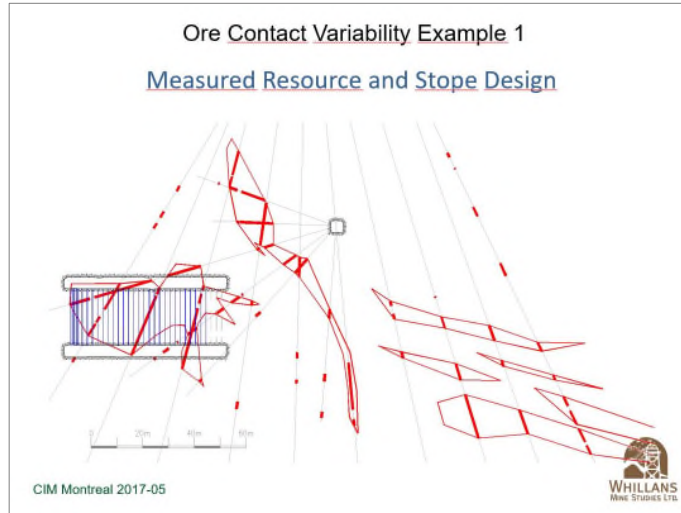 Ore Contact Variability Example 1
Measured Resource and Stope Design
0 20m 40m 60m
CIM Montreal 2017-05
WHILLANS
MINE STUDIES LTD.